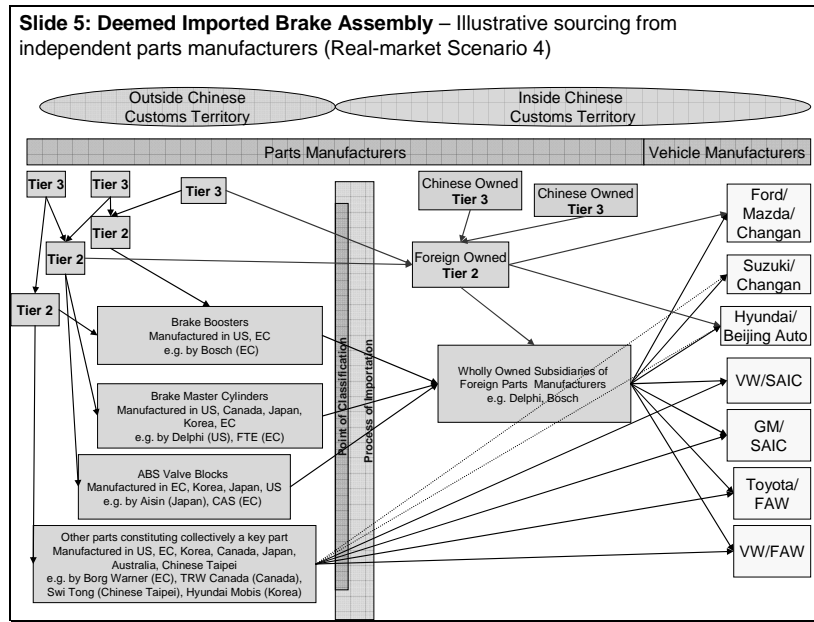 Slide 5: Deemed Imported Brake Assembly – Illustrative sourcing from
independent parts manufacturers (Real-market Scenario 4)
Outside Chinese
Customs Territory
Inside Chinese
Customs Territory
Parts Manufacturers
Vehicle Manufacturers
Tier 3
Tier 3
Tier 3
Tier 2
Tier 2
Tier 2
Chinese Owned
Tier 3
Chinese Owned
Tier 3
Foreign Owned
Tier 2
Brake Boosters
Manufactured in US, EC
e.g. by Bosch (EC)
Brake Master Cylinders
Manufactured in US, Canada, Japan,
Korea, EC
e.g. by Delphi (US), FTE (EC)
ABS Valve Blocks
Manufactured in EC, Korea, Japan, US
e.g. by Aisin (Japan), CAS (EC)
Other parts constituting collectively a key part
Manufactured in US, EC, Korea, Canada, Japan,
Australia, Chinese Taipei
e.g. by Borg Warner (EC), TRW Canada (Canada),
Swi Tong (Chinese Taipei), Hyundai Mobis (Korea)
Point of Classification
Process of Importation
Wholly Owned Subsidiaries of
Foreign Parts Manufacturers
e.g. Delphi, Bosch
Ford/
Mazda/
Changan
Suzuki/
Changan
Hyundai/
Beijing Auto
VW/SAIC
GM/
SAIC
Toyota/
FAW
VW/FAW